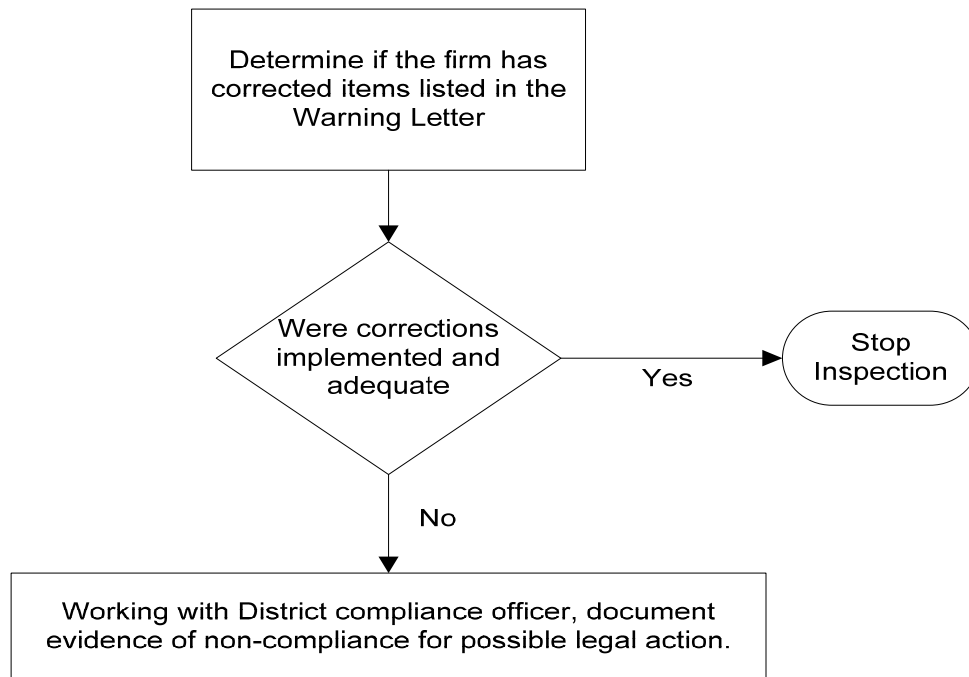 Determine if the firm has
corrected items listed in the
Warning Letter
Were corrections
implemented and
adequate
Yes
Stop
Inspection
No
Working with District compliance officer, document
evidence of non-compliance for possible legal action.